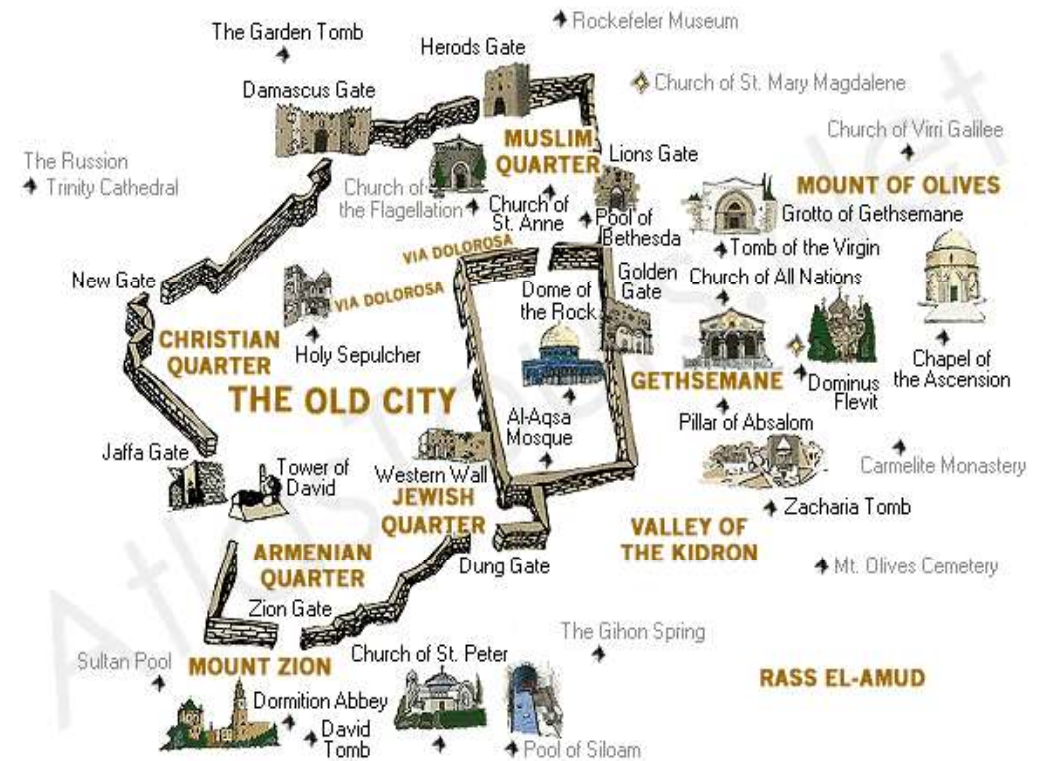 Rockefeler Museum
The Garden Tomb
Herods Gate
Damascus Gate
Church of St. Mary Magdalene
Church of Virri Galilee
The Russion
Trinity Cathedral
MUSLIM
QUARTER
Lions Gate
MOUNT OF OLIVES
Church of
the Flagellation
Church of
St. Anne
Pool of
Bethesda
Grotto of Gethsemane
Tomb of the Virgin
VIA DOLOROSA
New Gate
VIA DOLOROSA
Dome of
the Rock
Golden
Gate
Church of All Nations
CHRISTIAN
QUARTER
Holy Sepulcher
Chapel of
the Ascension
GETHSEMANE
Dominus
Flevit
THE OLD CITY
Al-Aqsa
Mosque
Pillar of Absalom
Jaffa Gate
Tower of
David
Western Wall
Carmelite Monastery
JEWISH
QUARTER
Zacharia Tomb
VALLEY OF
THE KIDRON
ARMENIAN
QUARTER
Dung Gate
Mt. Olives Cemetery
Zion Gate
The Gihon Spring
Sultan Pool
MOUNT ZION
Church of St. Peter
RASS EL-AMUD
Dormition Abbey
David
Tomb
Pool of Siloam